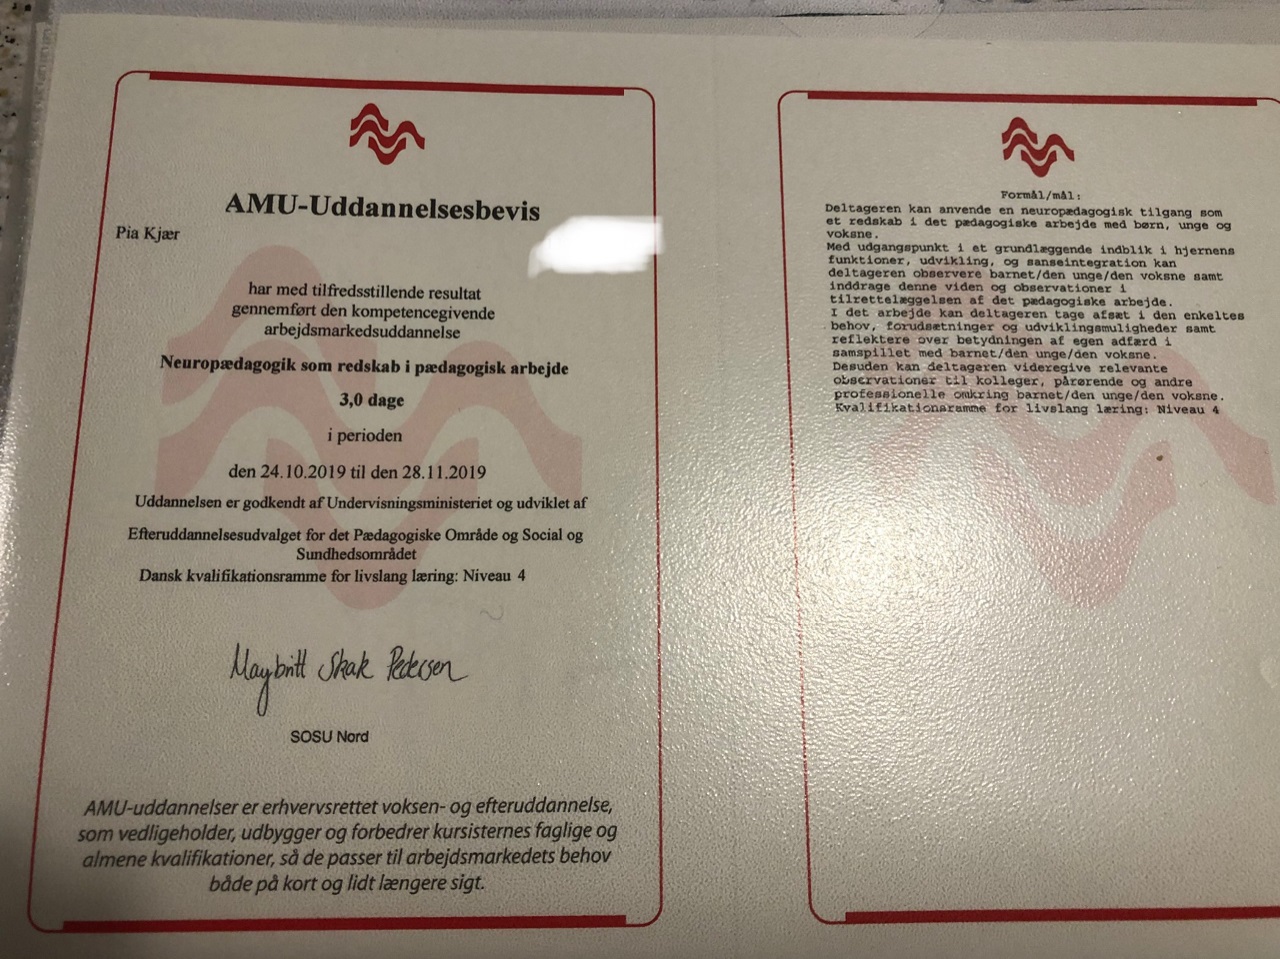 AMU-Uddannelsesbevis
Pia Kjær
har med tilfredsstillende resultat
gennemført den kompetencegivende
arbejdsmarkedsuddannelse
Neuropædagogik som redskab i pædagogisk arbejde
3,0 dage
i perioden
den 24.10.2019 til den 28.11.2019
Uddannelsen er godkendt af Undervisningsministeriet og udviklet af
Efteruddannelsesudvalget for det Pædagogiske Område og Social og
Sundhedsområdet
Dansk kvalifikationsramme for livslang læring: Niveau 4
Maybritt Skak Pedersen
SOSU Nord
AMU-uddannelser er erhvervsrettet voksen- og efteruddannelse,
som vedligeholder, udbygger og forbedrer kursisternes faglige og
almene kvalifikationer, så de passer til arbejdsmarkedets behov
både på kort og lidt længere sigt.
Formål/mål:
Deltageren kan anvende en neuropædagogisk tilgang som
et redskab i det pædagogiske arbejde med børn, unge og
voksne.
Med udgangspunkt i et grundlæggende indblik i hjernens
funktioner, udvikling, og sanseintegration kan
deltageren observere barnet/den unge/den voksne samt
inddrage denne viden og observationer i
tilrettelæggelsen af det pædagogiske arbejde.
I det arbejde kan deltageren tage afsæt i den enkeltes
behov, forudsætninger og udviklingsmuligheder samt
reflektere over betydningen af egen adfærd i
samspillet med barnet/den unge/den voksne.
Desuden kan deltageren videregive relevante
observationer til kolleger, pårørende og andre
professionelle omkring barnet/den unge/den voksne.
Kvalifikationsramme for livslang læring: Niveau 4